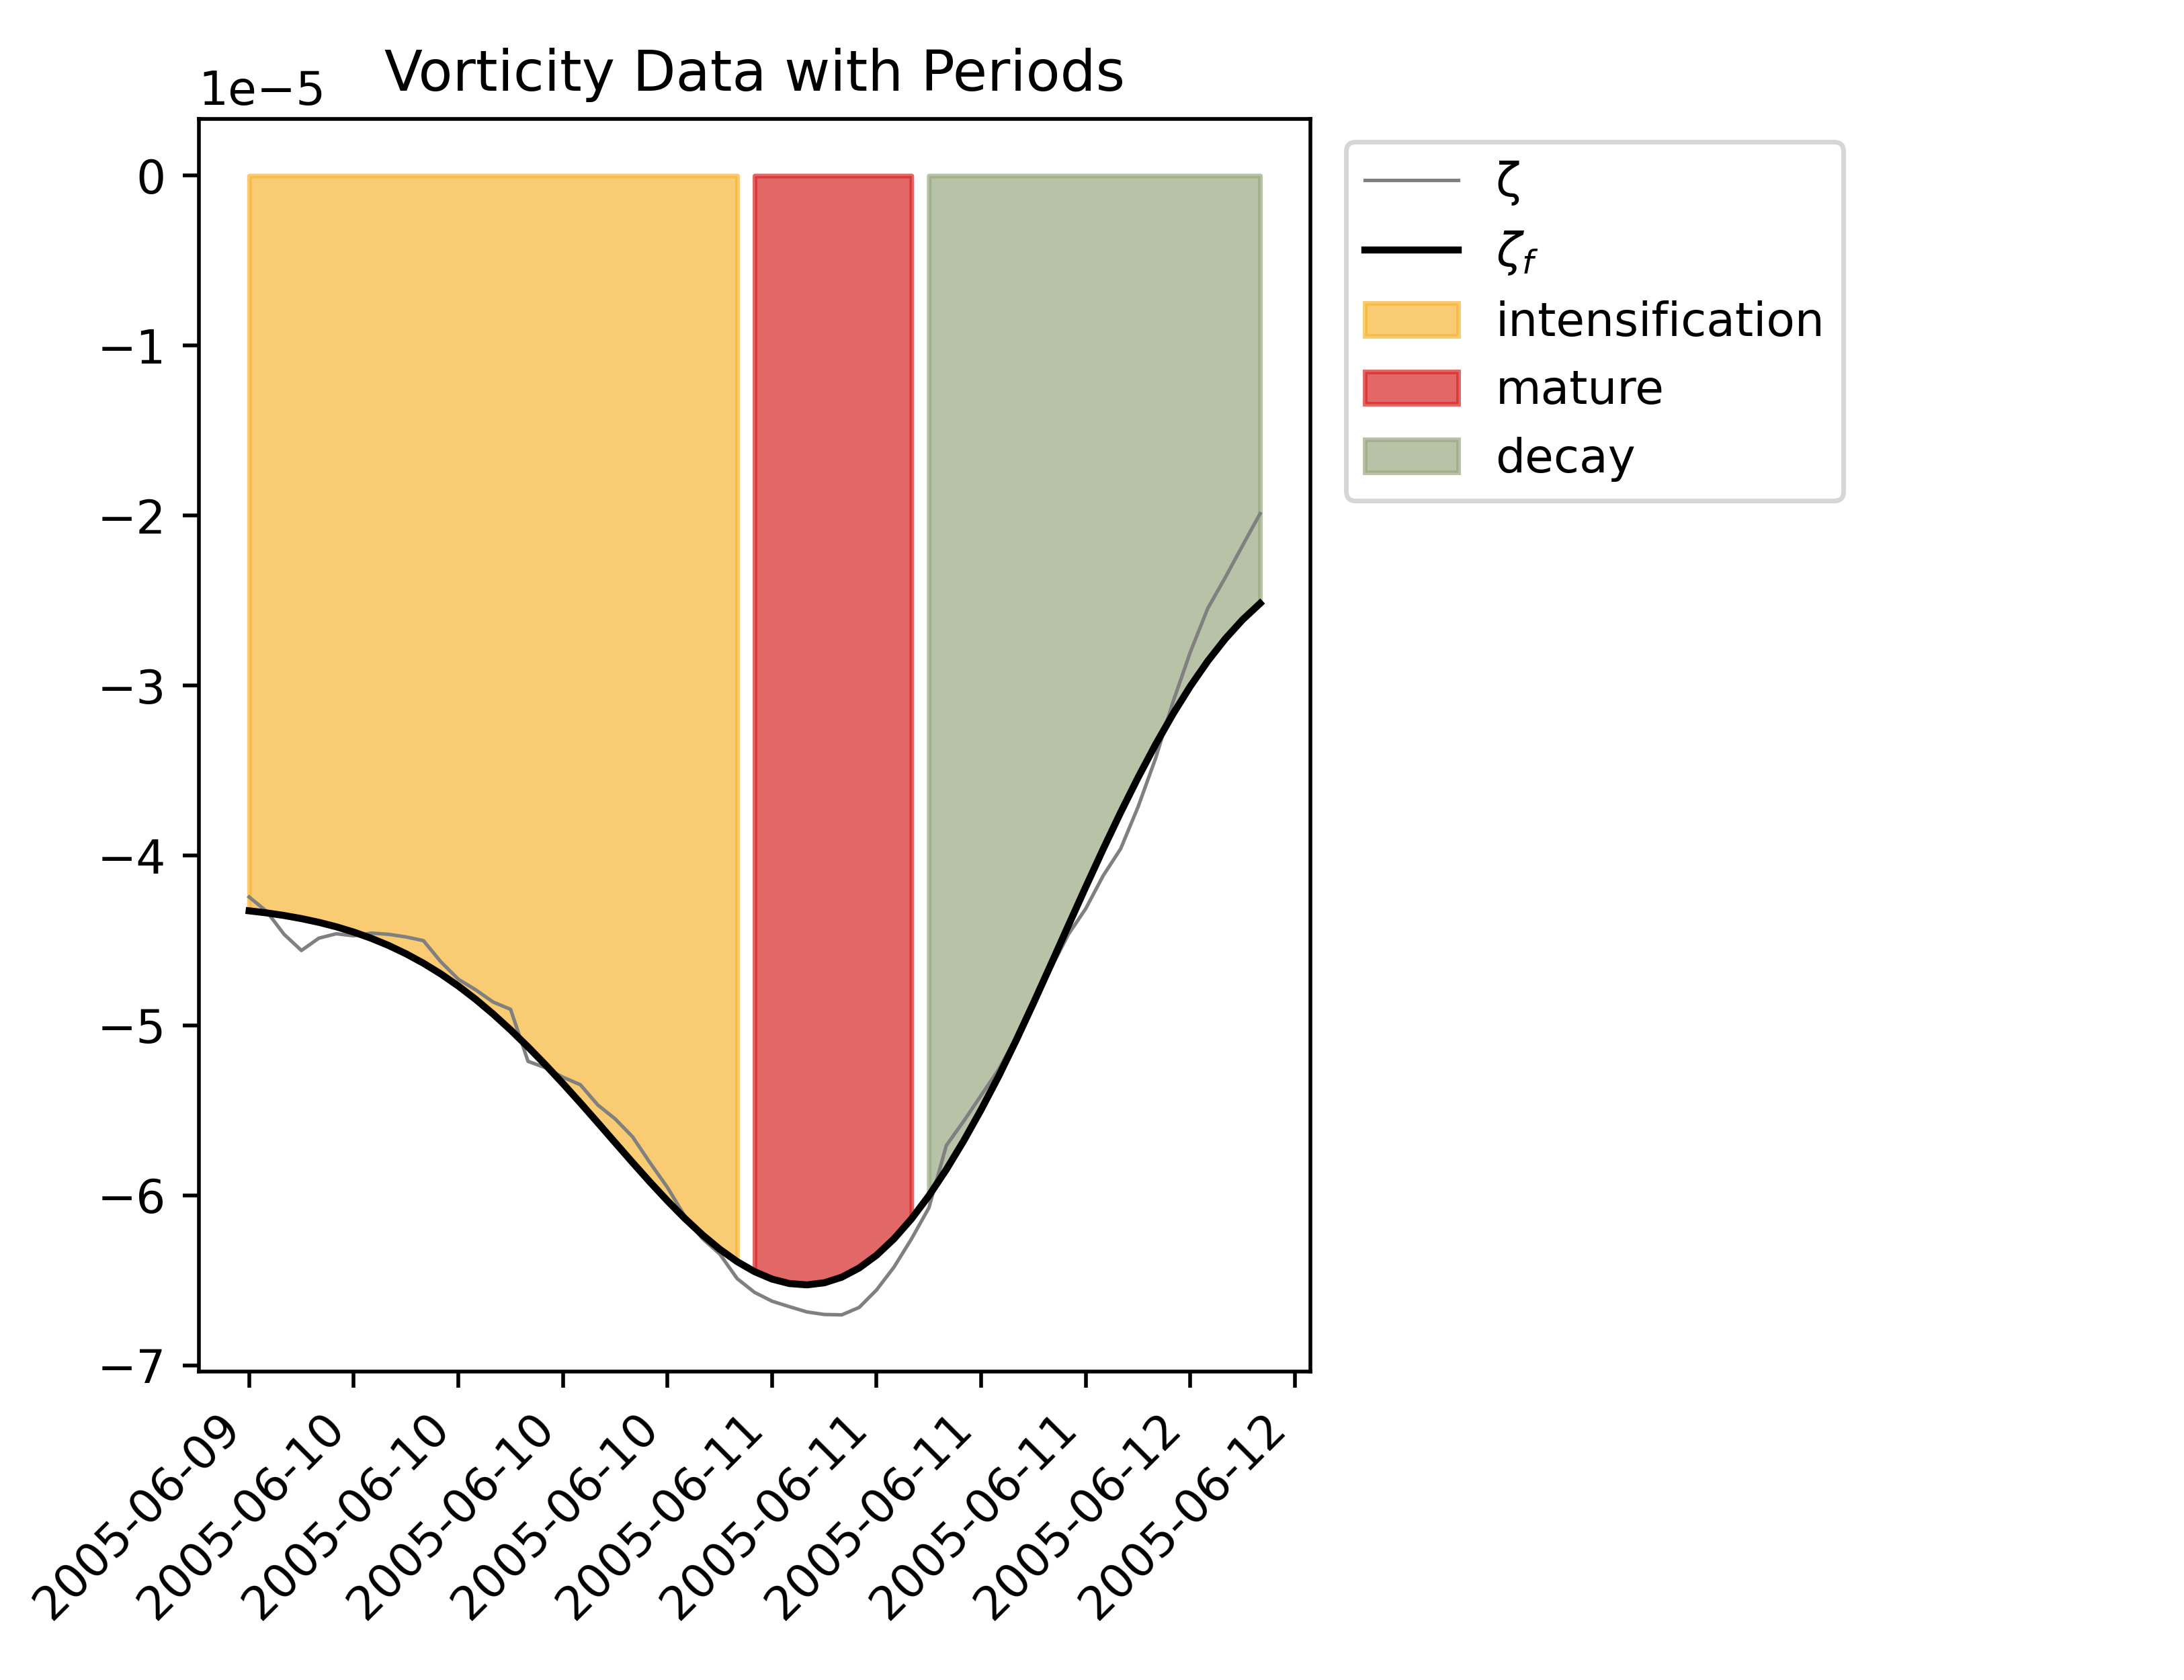 Vorticity Data with Periods
1e−5
0
−1
−2
−3
−4
−5
−6
−7
2005-06-09
2005-06-10
2005-06-10
2005-06-10
2005-06-10
2005-06-11
2005-06-11
2005-06-11
2005-06-11
2005-06-12
2005-06-12
ζ
ζf
intensification
mature
decay